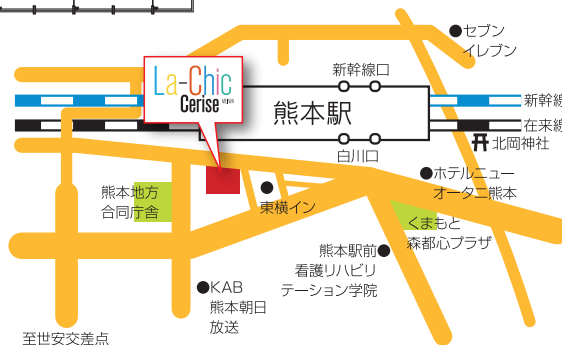 セブン
イレブン
新幹線口
La-Chic
Cerise
熊本駅
新幹線
在来線
北岡神社
白川口
ホテルニュー
オータニ熊本
熊本地方
合同庁舎
東横イン
くまもと
森都心プラザ
熊本駅前
看護リハビリ
テーション学院
KAB
熊本朝日
放送
至世安交差点